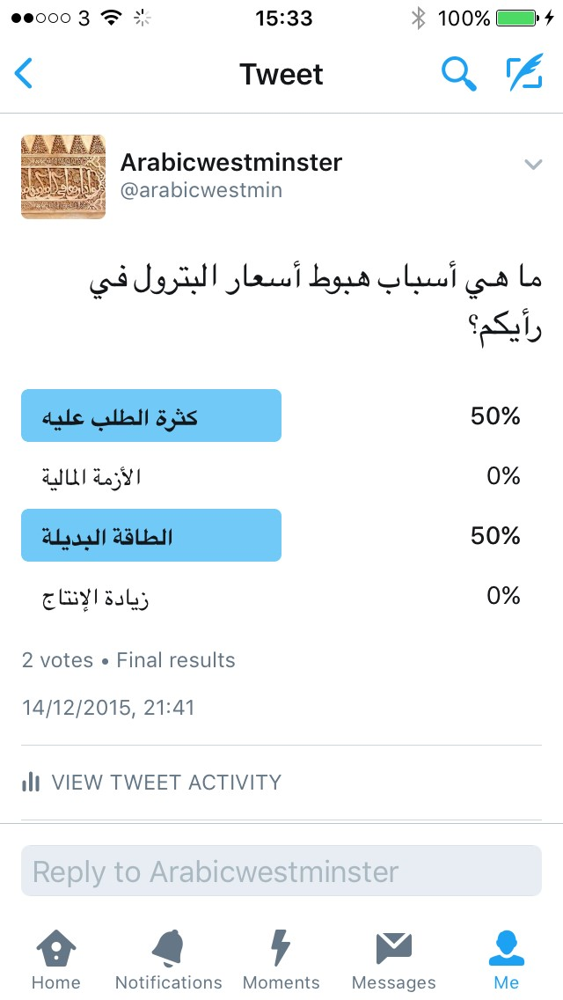 3 15:33 100%
Tweet
Arabicwestminster
@arabicwestmin
ما هي أسباب هبوط أسعار البترول في
رأيكم؟
كثرة الطلب عليه 50%
الأزمة المالية 0%
الطاقة البديلة 50%
زيادة الإنتاج 0%
2 votes • Final results
14/12/2015, 21:41
VIEW TWEET ACTIVITY
Reply to Arabicwestminster
Home Notifications Moments Messages Me